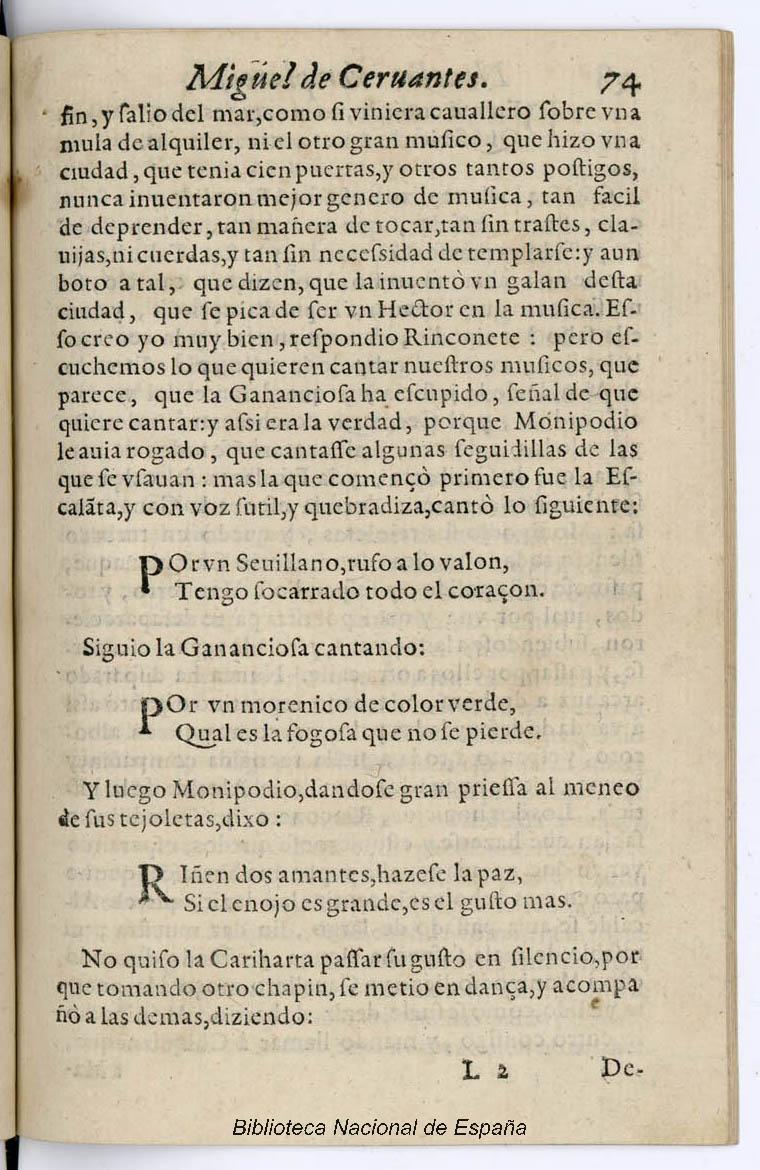 Miguel de Ceruantes. 74
fin, y ſalio del mar, como ſi viniera cauallero ſobre vna
mula de alquiler, ni el otro gran muſico, que hizo vna
ciudad, que tenia cien puertas, y otros tantos poſtigos,
nunca inuentaron mejor genero de muſica, tan facil
de deprender, tan mañera de tocar, tan ſin traſtes, cla-
uijas, ni cuerdas, y tan ſin neceſsidad de templarſe: y aun
boto a tal, que dizen, que la inuentò vn galan deſta
ciudad, que ſe pica de ſer vn Hector en la muſica. Eſ-
ſo creo yo muy bien, reſpondio Rinconete : pero eſ-
cuchemos lo que quieren cantar nueſtros muſicos, que
parece, que la Ganancioſa ha eſcupido, ſeñal de que
quiere cantar: y aſsi era la verdad, porque Monipodio
le auia rogado, que cantaſſe algunas ſeguidillas de las
que ſe vſauan : mas la que començò primero fue la Eſ-
calãta, y con voz ſutil, y quebradiza, cantò lo ſiguiente:
POr vn Seuillano, rufo a lo valon,
Tengo ſocarrado todo el coraçon.
Siguio la Ganancioſa cantando:
POr vn morenico de color verde,
Qual es la fogoſa que no ſe pierde.
Y luego Monipodio, dandoſe gran prieſſa al meneo
de ſus tejoletas, dixo :
RIñen dos amantes, hazeſe la paz,
Si el enojo es grande, es el guſto mas.
No quiſo la Cariharta paſſar ſu guſto en ſilencio, por
que tomando otro chapin, ſe metio en dança, y acompa
ñò a las demas, diziendo:
L 2 De-
Biblioteca Nacional de España